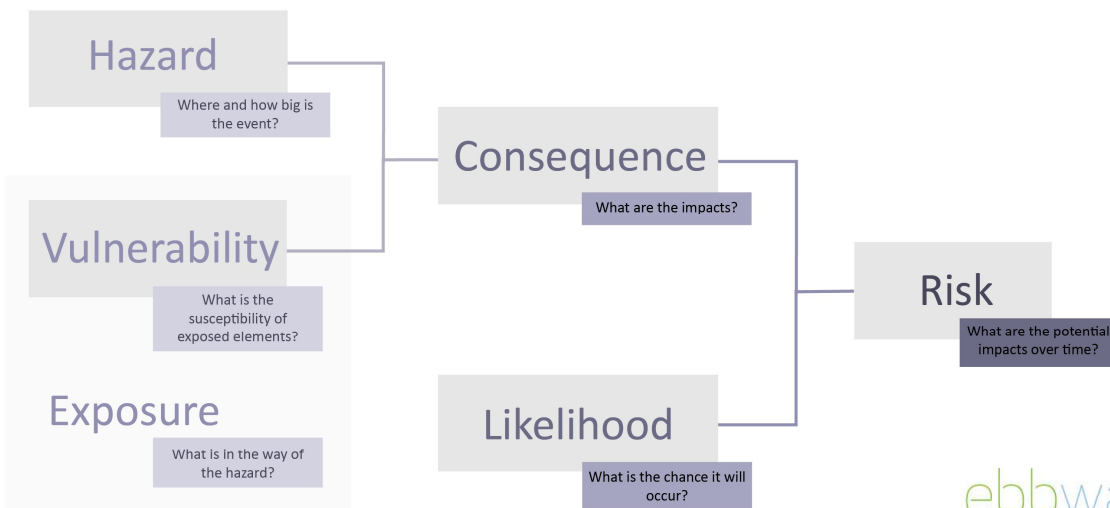 Hazard
Where and how big is
the event?
Vulnerability
What is the
susceptibility of
exposed elements?
Exposure
What is in the way of
the hazard?
Consequence
What are the impacts?
Likelihood
What is the chance it will
occur?
Risk
What are the potential
impacts over time?